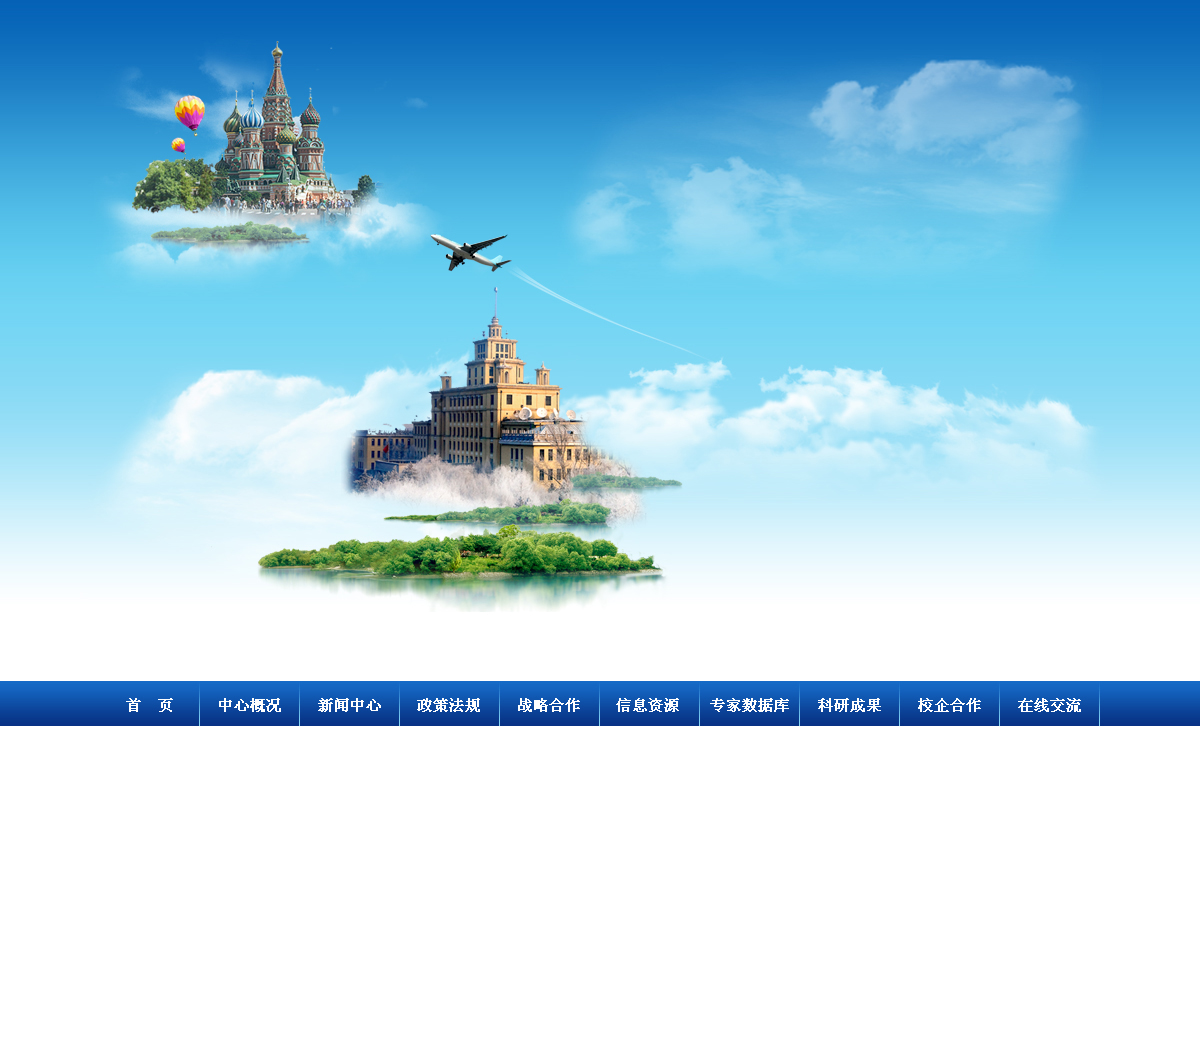 首　页 中心概况 新闻中心 政策法规 战略合作 信息资源 专家数据库 科研成果 校企合作 在线交流